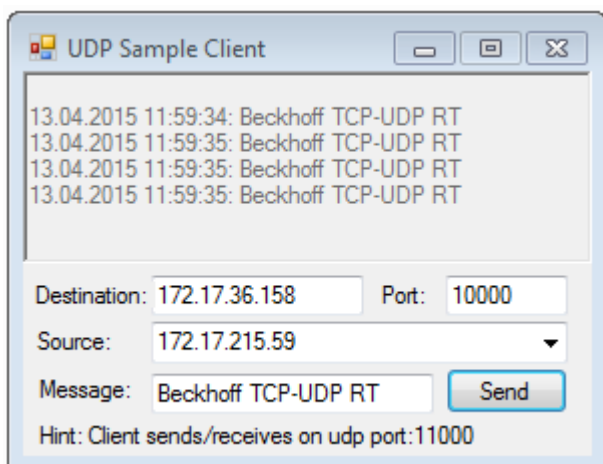 UDP Sample Client
13.04.2015 11:59:34: Beckhoff TCP-UDP RT
13.04.2015 11:59:35: Beckhoff TCP-UDP RT
13.04.2015 11:59:35: Beckhoff TCP-UDP RT
13.04.2015 11:59:35: Beckhoff TCP-UDP RT
Destination: 172.17.36.158 Port: 10000
Source: 172.17.215.59
Message: Beckhoff TCP-UDP RT Send
Hint: Client sends/receives on udp port:11000